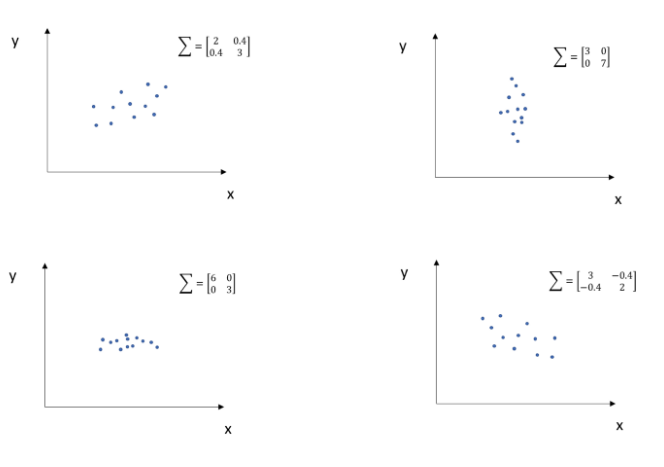 y
∑ = [2 0.4
0.4 3]
x
y
∑ = [3 0
0 7]
x
y
∑ = [6 0
0 3]
x
y
∑ = [3 −0.4
−0.4 2]
x